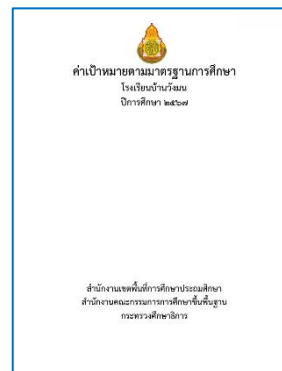 ค่าเป้าหมายตามมาตรฐานการศึกษา
โรงเรียนบ้านวังมน
ปีการศึกษา ๒๕๖๗
สำนักงานเขตพื้นที่การศึกษาประถมศึกษา
สำนักงานคณะกรรมการการศึกษาขั้นพื้นฐาน
กระทรวงศึกษาธิการ